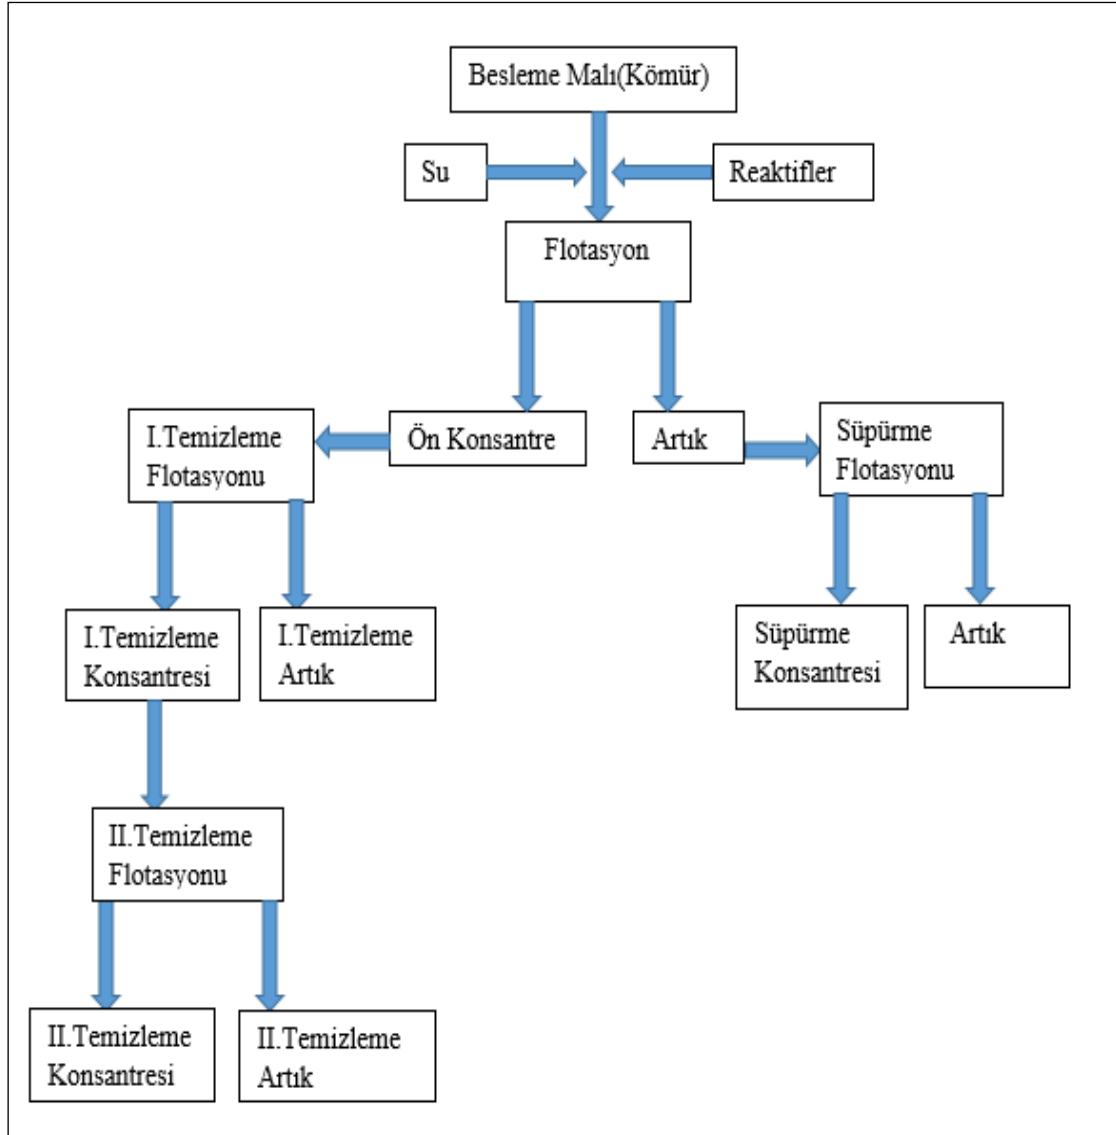 Besleme Malı(Kömür)
Su
Reaktifler
Flotasyon
I.Temizleme
Flotasyonu
Ön Konsantre
Artık
Süpürme
Flotasyonu
I.Temizleme
Konsantresi
I.Temizleme
Artık
Süpürme
Konsantresi
Artık
II.Temizleme
Flotasyonu
II.Temizleme
Konsantresi
II.Temizleme
Artık